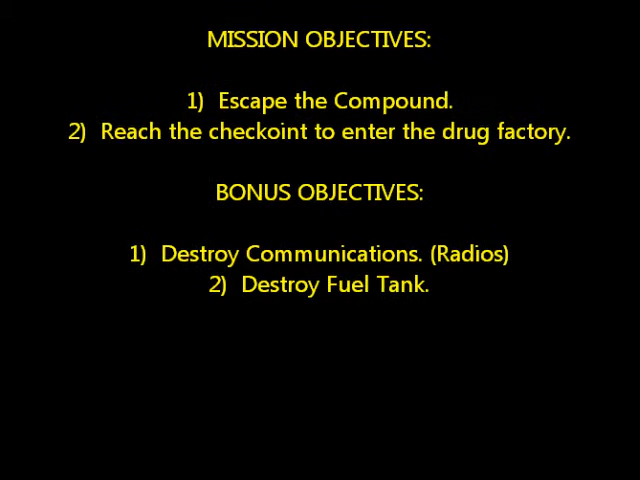 MISSION OBJECTIVES:
1) Escape the Compound.
2) Reach the checkoint to enter the drug factory.
BONUS OBJECTIVES:
1) Destroy Communications. (Radios)
2) Destroy Fuel Tank.